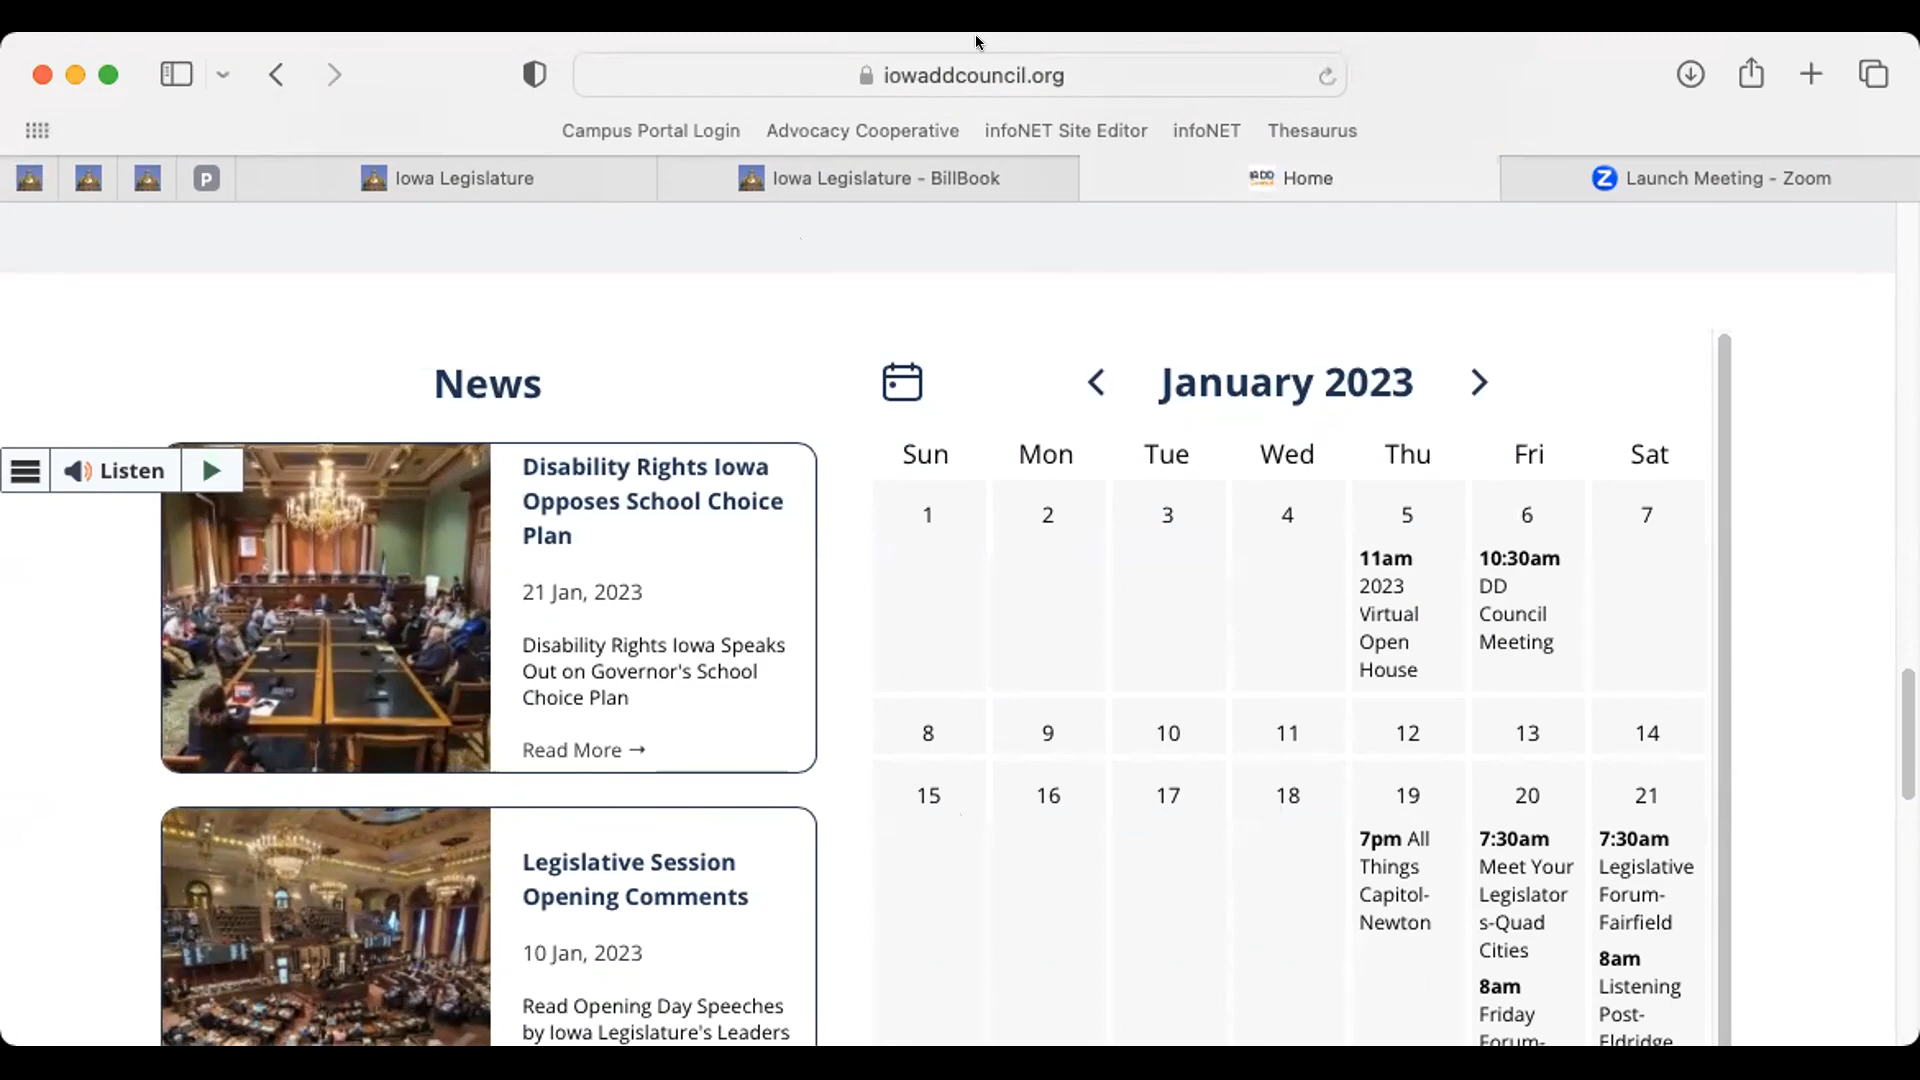 iowaddcouncil.org
Campus Portal Login
Advocacy Cooperative
infoNET Site Editor
infoNET
Thesaurus
P
Iowa Legislature
Iowa Legislature - BillBook
Home
Z
Launch Meeting - Zoom
News
Listen
Disability Rights Iowa
Opposes School Choice
Plan
21 Jan, 2023
Disability Rights Iowa Speaks
Out on Governor's School
Choice Plan
Read More →
Legislative Session
Opening Comments
10 Jan, 2023
Read Opening Day Speeches
by Iowa Legislature's Leaders
January 2023
Sun Mon Tue Wed Thu Fri Sat
1 2 3 4 5 6 7
11am
2023
Virtual
Open
House
10:30am
DD
Council
Meeting
8 9 10 11 12 13 14
15 16 17 18 19 20 21
7pm All
Things
Capitol-
Newton
7:30am
Meet Your
Legislator
s-Quad
Cities
8am
Friday
Forum-
7:30am
Legislative
Forum-
Fairfield
8am
Listening
Post-
Eldridge